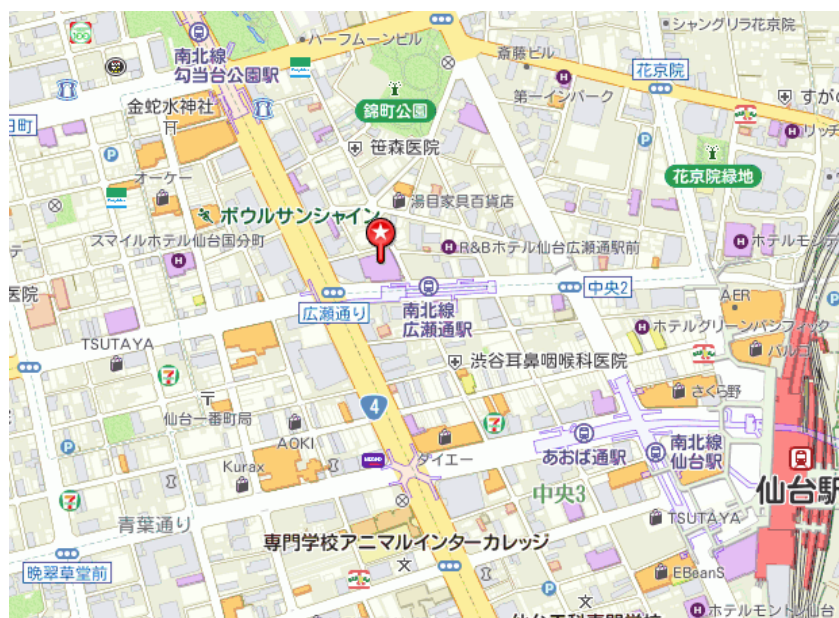 シャングリラ花京院
ハーフムーンビル
南北線
勾当台公園駅
斎藤ビル
花京院
第一インパーク
金蛇水神社
錦町公園
すが
日町
笹森医院
リッチ
オーケー
花京院緑地
湯目家具百貨店
ボウルサンシャイン
スマイルホテル仙台国分町
R&Bホテル仙台広瀬通駅前
ホテルモンテ
医院
広瀬通り
南北線
広瀬通駅
中央2
AER
ホテルグリーンパシフィック
TSUTAYA
パルコ
渋谷耳鼻咽喉科医院
7
さくら野
仙台一番町局
4
AOKI
7
ダイエー
あおば通駅
南北線
仙台駅
Kurax
仙台駅
7
中央3
TSUTAYA
青葉通り
専門学校アニマルインターカレッジ
晩翠草堂前
EBeanS
ホテルモントレ仙台